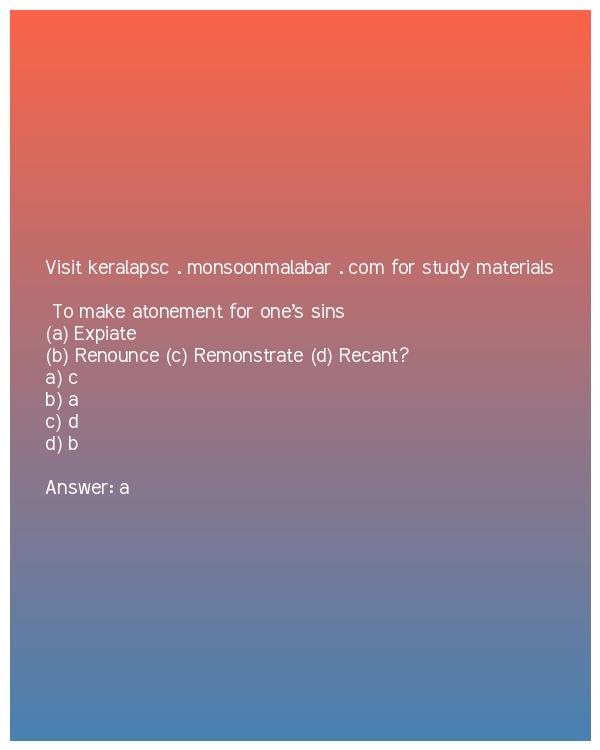 Visit keralapsc . monsoonmalabar . com for study materials
To make atonement for one's sins
(a) Expiate
(b) Renounce (c) Remonstrate (d) Recant?
a) c
b) a
c) d
d) b
Answer: a